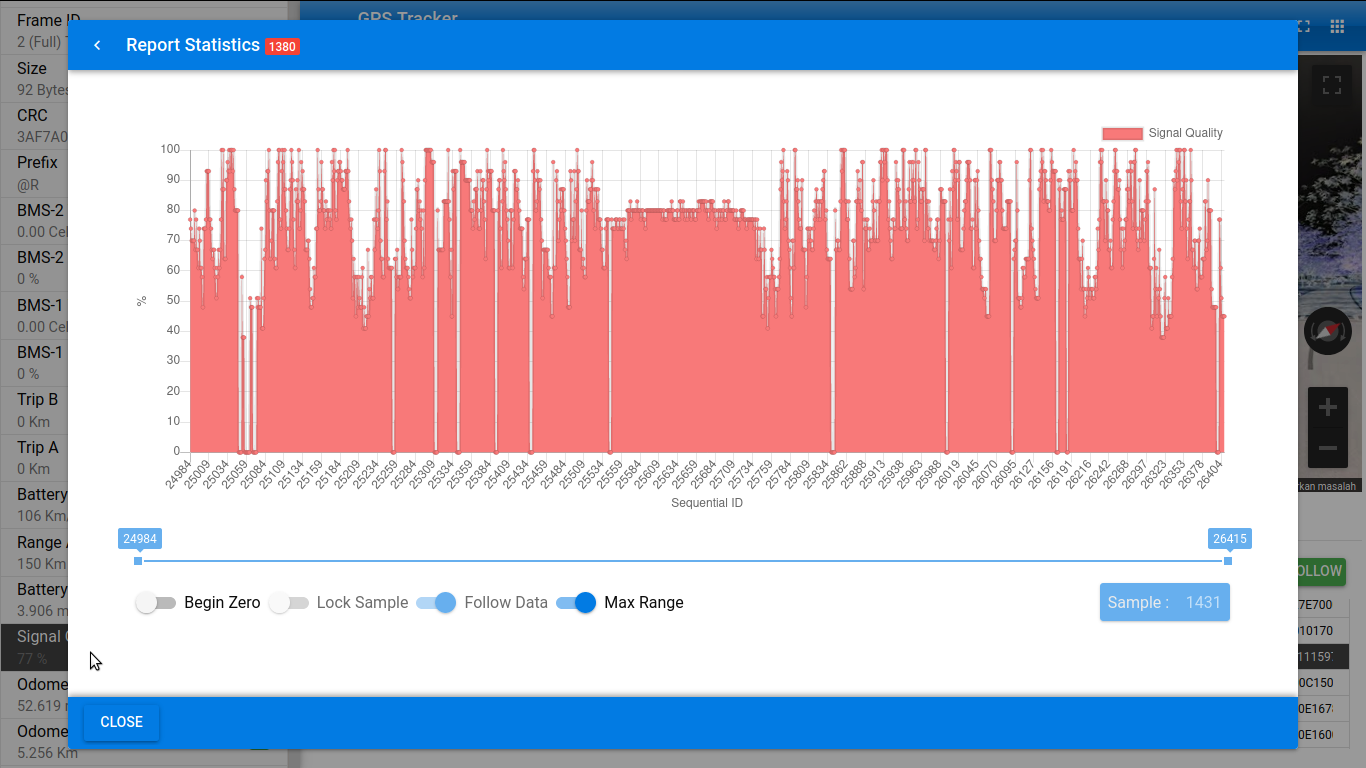 Frame ID
2 (Full)
Size
92 Bytes
CRC
3AF7A0
Prefix
@R
BMS-2
0.00 Cel
BMS-2
0 %
BMS-1
0.00 Cel
BMS-1
0 %
Trip B
0 Km
Trip A
0 Km
Battery
106 Km
Range
150 Km
Battery
3.906 m
Signal
77 %
Odome
52.619
Odome
5.256 Km
GPS Tracker
Report Statistics 1380
Signal Quality
100
90
80
70
60
50
40
30
20
10
0
%
24984 25009 25034 25059 25084 25109 25134 25159 25184 25209 25234 25259 25284 25309 25334 25359 25384 25409 25434 25459 25484 25509 25534 25559 25584 25609 25634 25659 25684 25709 25734 25759 25784 25809 25834 25862 25888 25913 25938 25963 25988 26019 26045 26070 26095 26127 26156 26191 26216 26242 26268 26297 26323 26353 26378 26404
Sequential ID
24984 26415
Begin Zero Lock Sample Follow Data Max Range Sample : 1431
CLOSE
rkan masalah
OLLOW
7E700
010170
11159
0C150
0E167
0E160